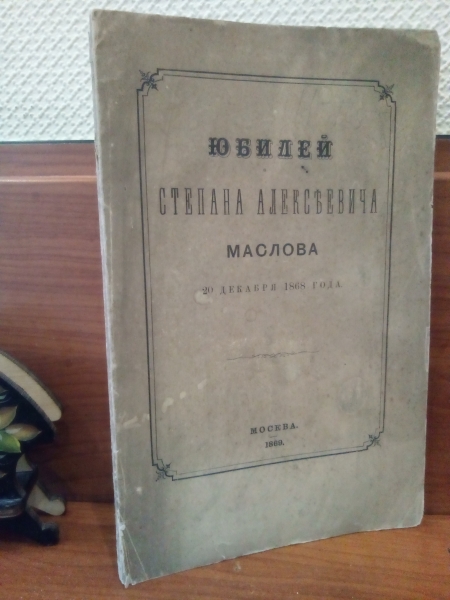 ЮБИЛЕЙ
СТЕПАНА АЛЕКСѢЕВИЧА
МАСЛОВА
20 ДЕКАБРЯ 1868 ГОДА
МОСКВА.
1869.